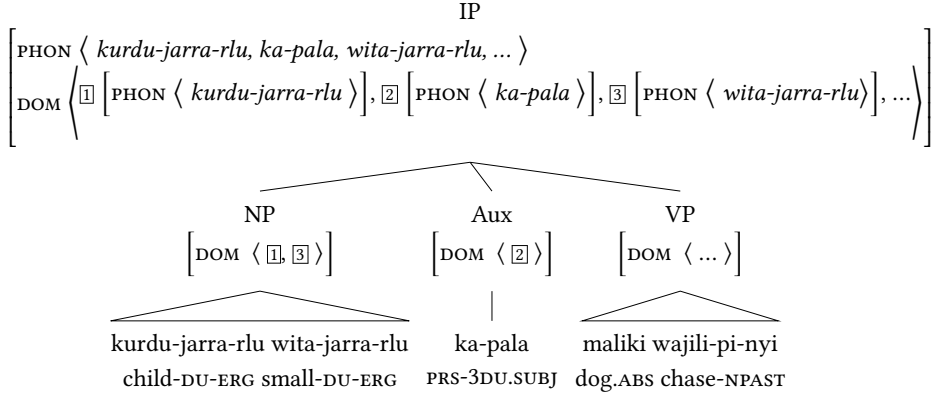 IP
PHON ⟨ kurdu-jarra-rlu, ka-pala, wita-jarra-rlu, ... ⟩
DOM ⟨ 1 [PHON ⟨ kurdu-jarra-rlu ⟩], 2 [PHON ⟨ ka-pala ⟩], 3 [PHON ⟨ wita-jarra-rlu⟩], ... ⟩
NP Aux VP
[DOM ⟨ 1, 3 ⟩] [DOM ⟨ 2 ⟩] [DOM ⟨ ... ⟩]
kurdu-jarra-rlu wita-jarra-rlu ka-pala maliki wajili-pi-nyi
child-DU-ERG small-DU-ERG PRS-3DU.SUBJ dog.ABS chase-NPAST